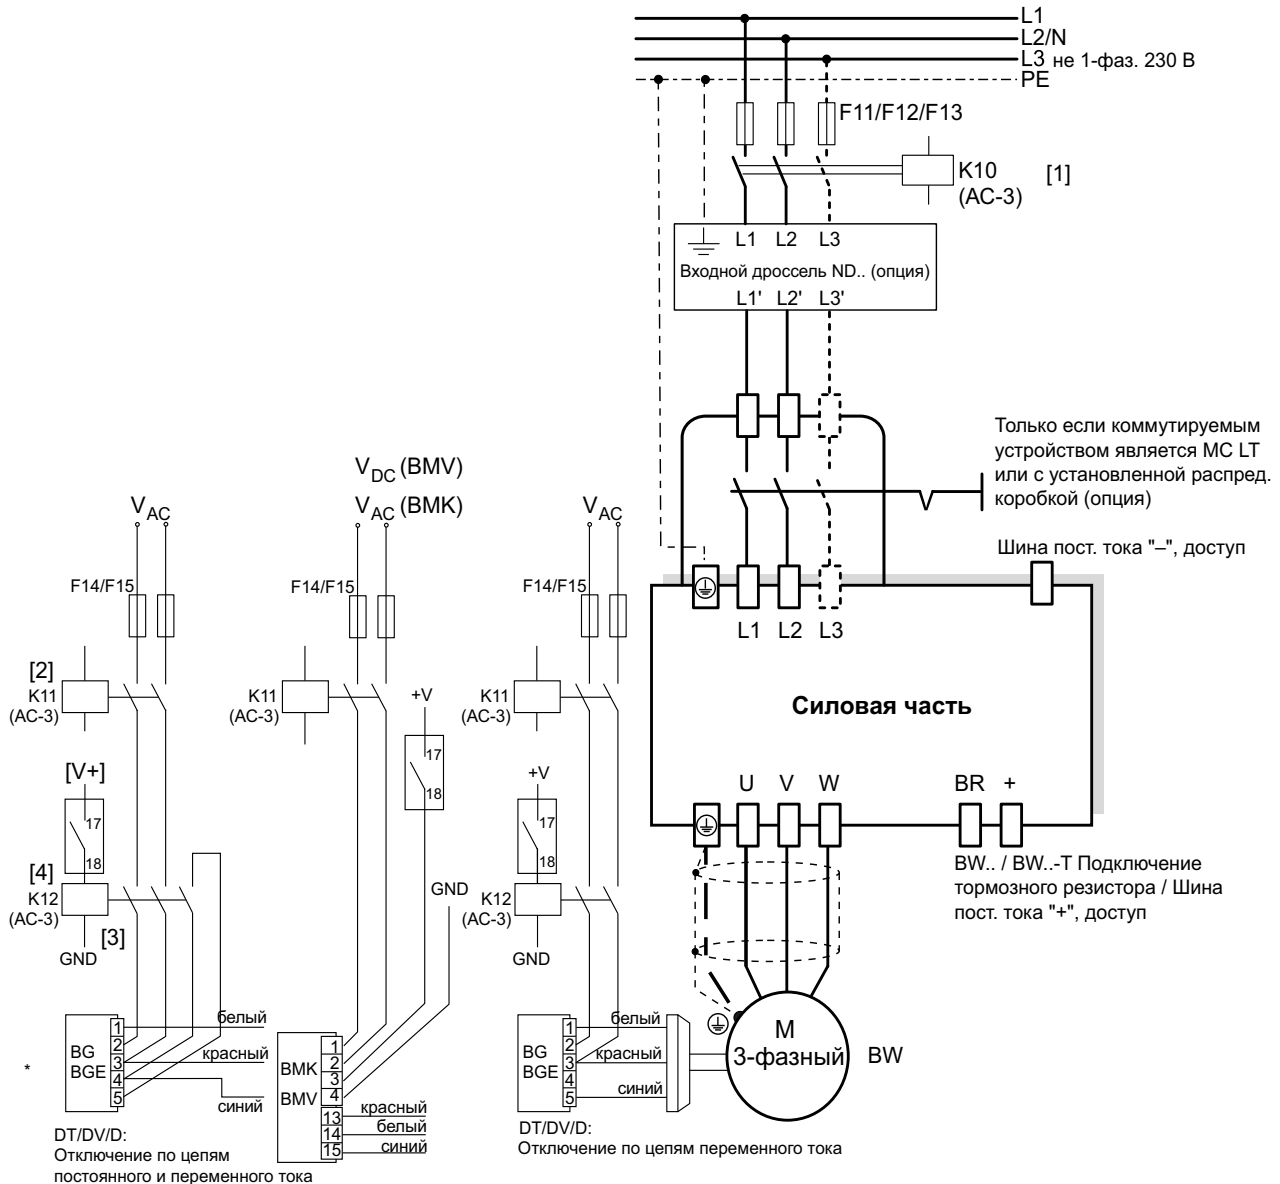 L1
L2/N
L3 не 1-фаз. 230 В
PE
F11/F12/F13
K10
(AC-3)
[1]
L1 L2 L3
Входной дроссель ND.. (опция)
L1' L2' L3'
Только если коммутируемым
устройством является MC LT
или с установленной распред.
коробкой (опция)
Шина пост. тока "–", доступ
L1 L2 L3
Силовая часть
U V W BR +
BW.. / BW..-T Подключение
тормозного резистора / Шина
пост. тока "+", доступ
M
3-фазный
BW
V AC
F14/F15
[2]
K11
(AC-3)
[V+]
17
18
[4]
K12
(AC-3)
[3]
GND
BG
BGE
1
2
3
4
5
белый
красный
синий
*
DT/DV/D:
Отключение по цепям
постоянного и переменного тока
V DC (BMV)
V AC (BMK)
F14/F15
K11
(AC-3)
+V
17
18
GND
BMK
BMV
1
2
3
4
13
14
15
красный
белый
синий
V AC
F14/F15
K11
(AC-3)
+V
17
18
K12
(AC-3)
GND
BG
BGE
1
2
3
4
5
белый
красный
синий
DT/DV/D:
Отключение по цепям переменного тока